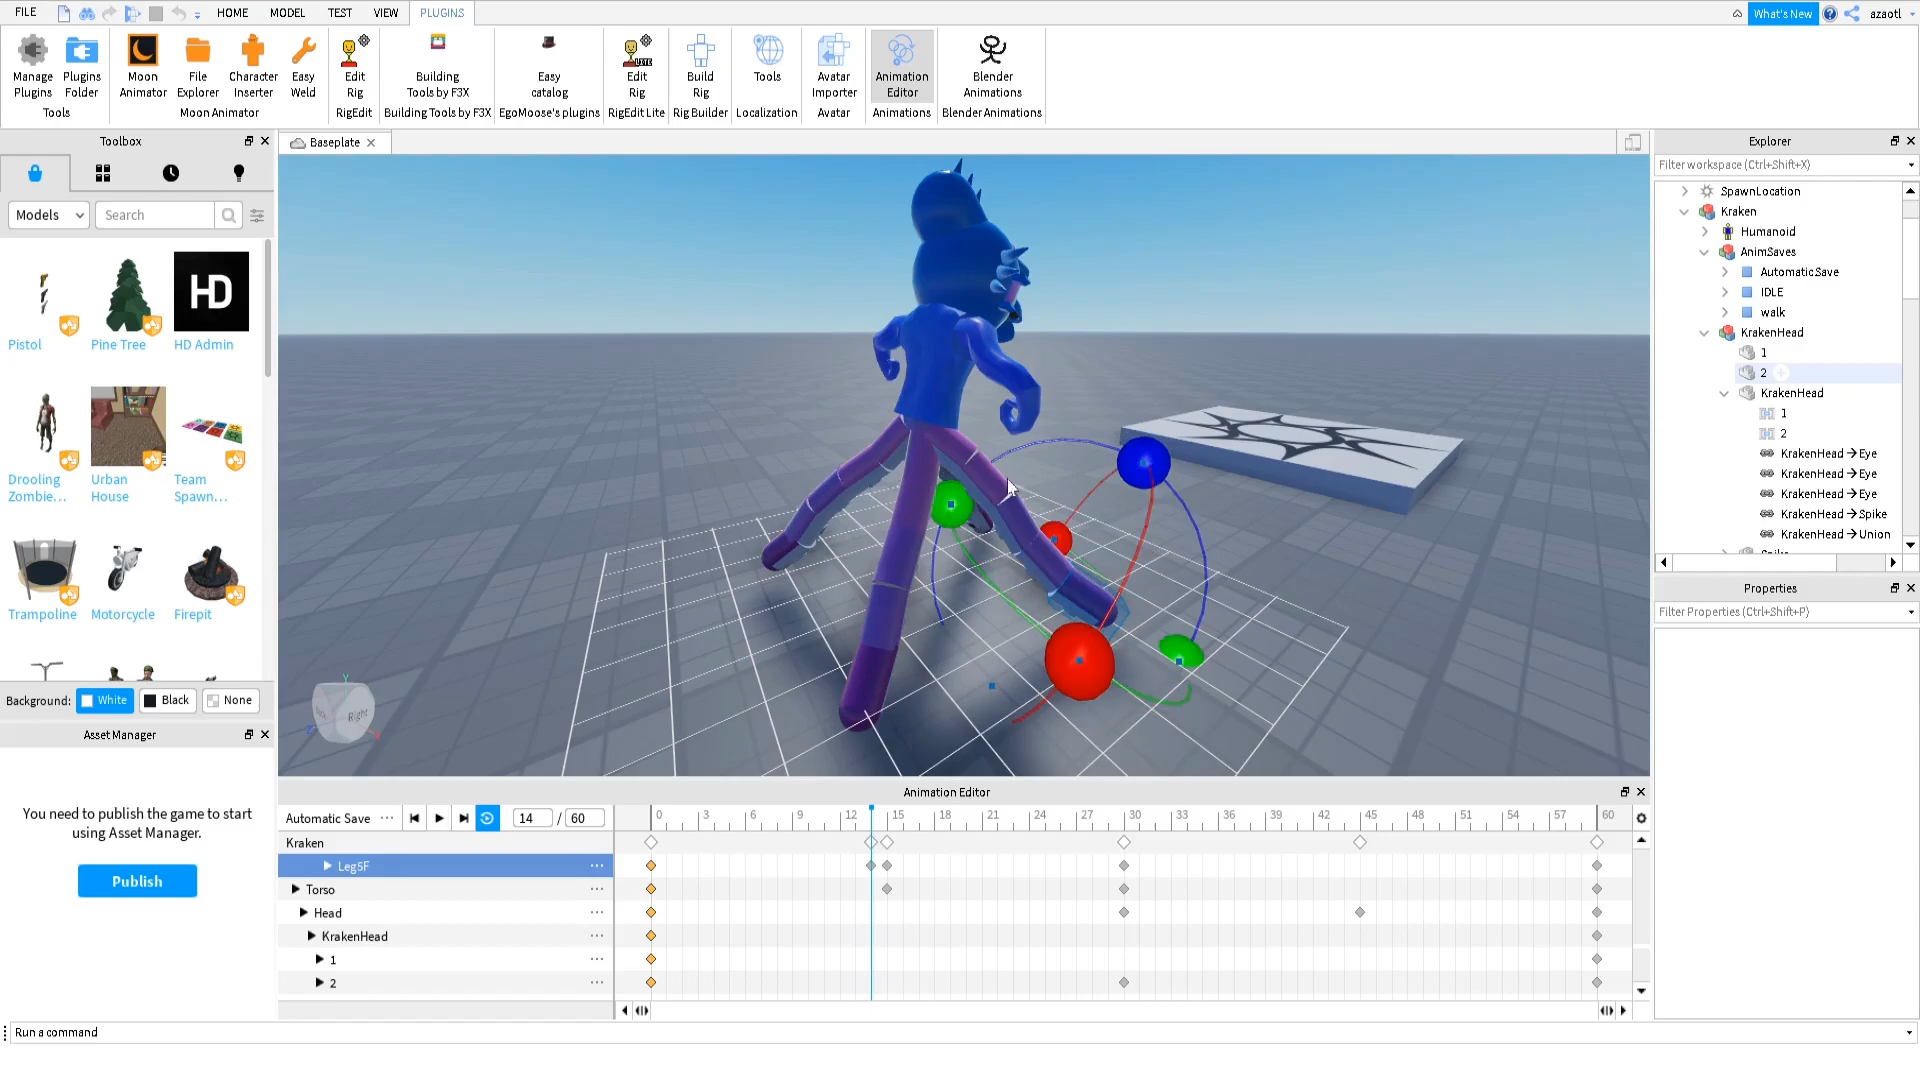 FILE HOME MODEL TEST VIEW PLUGINS What's New azaotl
Manage Plugins
Plugins Folder
Tools
Moon Animator
File Explorer
Character Inserter
Easy Weld
Moon Animator
Edit Rig
RigEdit
Building Tools by F3X
Building Tools by F3X
Easy catalog
EgoMoose's plugins
LITE
Edit Rig
RigEdit Lite
Build Rig
Rig Builder
Tools
Localization
Avatar Importer
Avatar
Animation Editor
Animations
Blender Animations
Blender Animations
Toolbox
Models
Search
HD
Pistol
Pine Tree
HD Admin
Drooling Zombie...
Urban House
Team Spawn...
Trampoline
Motorcycle
Firepit
Background: White Black None
Asset Manager
You need to publish the game to start
using Asset Manager.
Publish
Baseplate
Y
Right
Animation Editor
Automatic Save ··· 14 / 60
0 3 6 9 12 15 18 21 24 27 30 33 36 39 42 45 48 51 54 57 60
Kraken
Leg5F ···
Torso ···
Head ···
KrakenHead ···
1 ···
2 ···
Explorer
Filter workspace (Ctrl+Shift+X)
SpawnLocation
Kraken
Humanoid
AnimSaves
AutomaticSave
IDLE
walk
KrakenHead
1
2
KrakenHead
1
2
KrakenHead→Eye
KrakenHead→Eye
KrakenHead→Eye
KrakenHead→Spike
KrakenHead→Union
Properties
Filter Properties (Ctrl+Shift+P)
Run a command